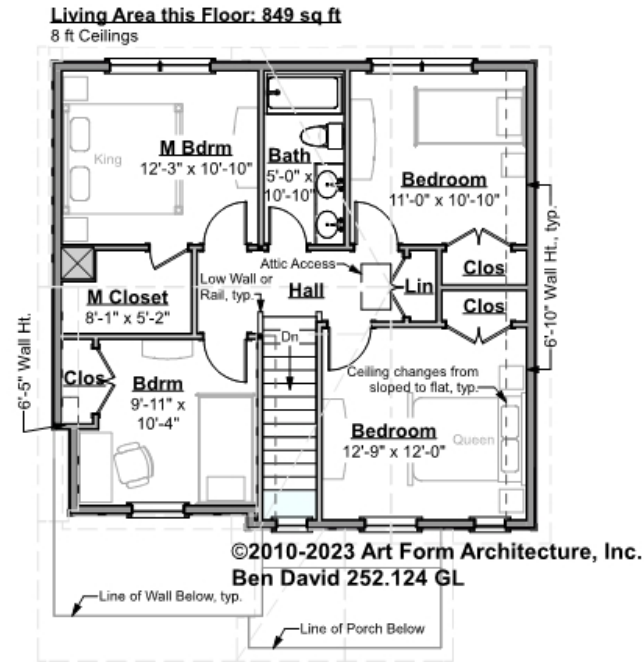 Living Area this Floor: 849 sq ft
8 ft Ceilings
King
M Bdrm
12'-3" x 10'-10"
Bath
5'-0" x
10'-10"
Bedroom
11'-0" x 10'-10"
6'-10" Wall Ht., typ.
Attic Access
Low Wall or
Rail, typ.
Hall
Lin
Clos
Clos
M Closet
8'-1" x 5'-2"
6'-5" Wall Ht.
Clos
Bdrm
9'-11" x
10'-4"
Dn
Ceiling changes from
sloped to flat, typ.
Bedroom
12'-9" x 12'-0"
Queen
©2010-2023 Art Form Architecture, Inc.
Ben David 252.124 GL
Line of Wall Below, typ.
Line of Porch Below